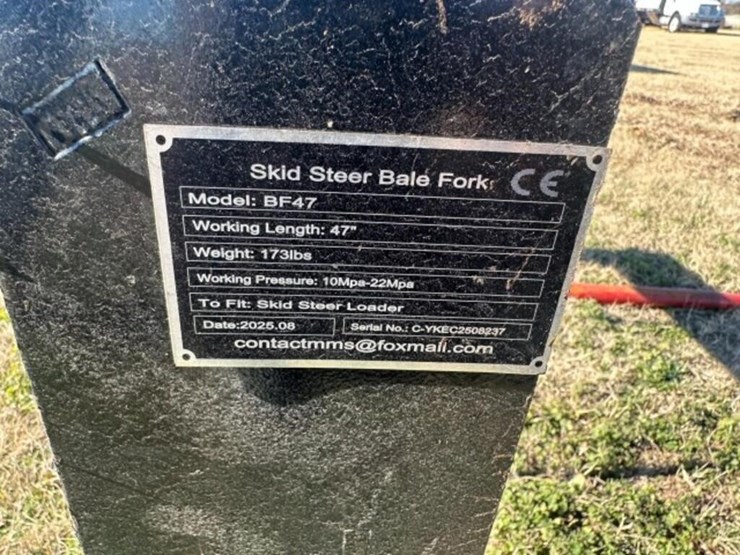 Skid Steer Bale Fork CE
Model: BF47
Working Length: 47"
Weight: 173lbs
Working Pressure: 10Mpa-22Mpa
To Fit: Skid Steer Loader
Date:2025.08 Serial No.: C-YKEC2508237
contactmms@foxmail.com